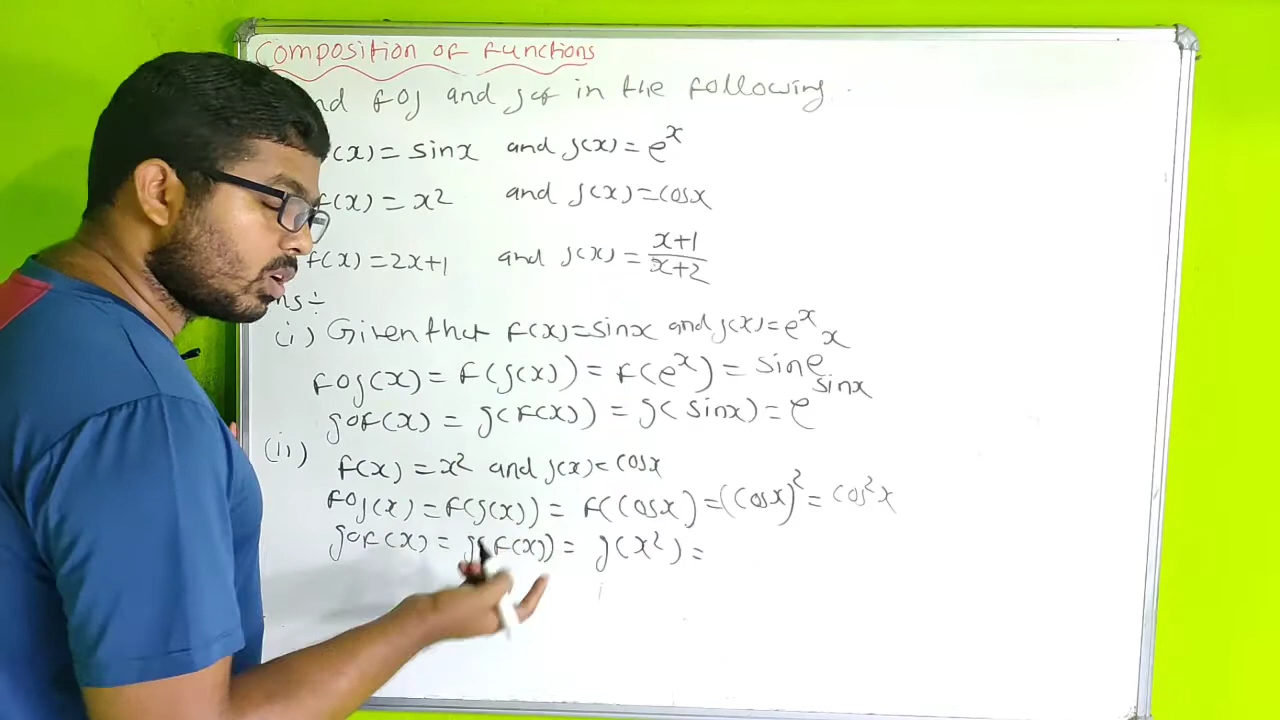 Composition of functions
nd fog and gof in the following.
(x) = sinx and g(x) = e^x
f(x) = x² and g(x) = cosx
f(x) = 2x+1 and g(x) = (x+1)/(x+2)
ns ÷
(i) Given that f(x) = sinx and g(x) = e^x
fog(x) = f(g(x)) = f(e^x) = sin e^x
gof(x) = g(f(x)) = g(sinx) = e^sinx
(ii) f(x) = x² and g(x) = cosx
fog(x) = f(g(x)) = f(cosx) = (cosx)² = cos²x
gof(x) = g(f(x)) = g(x²) =